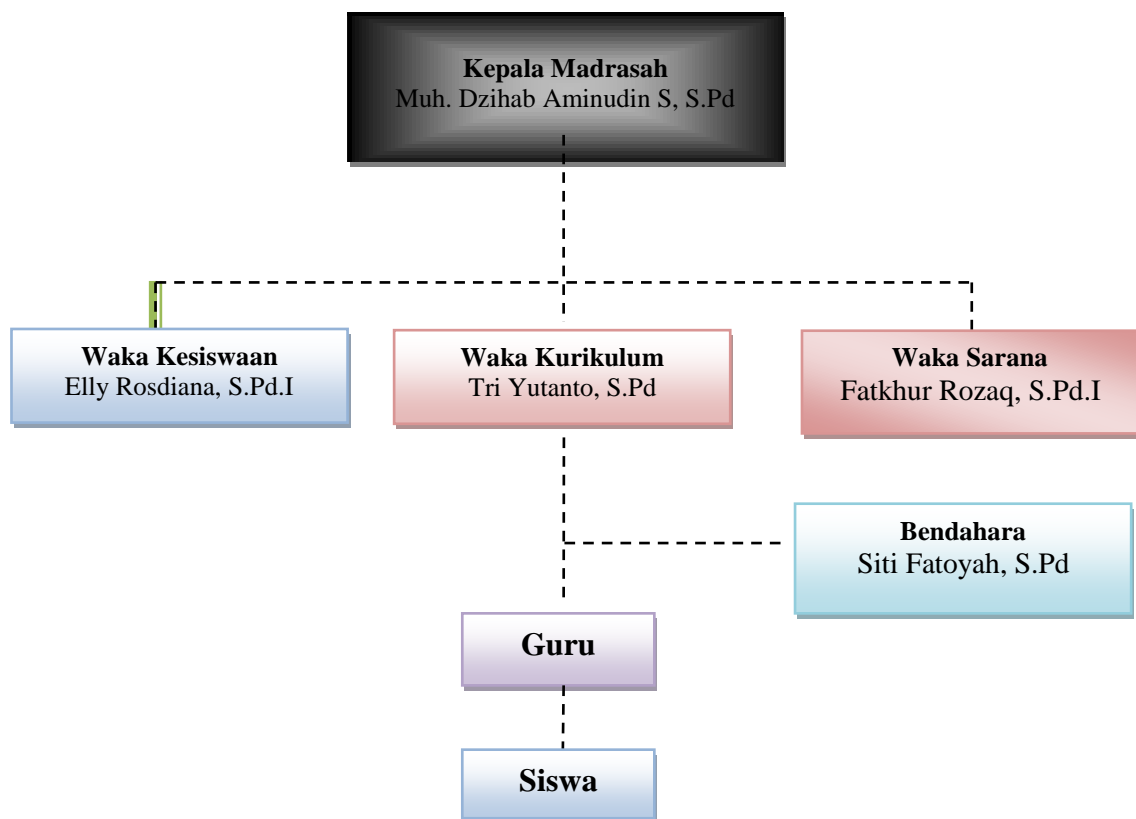 Kepala Madrasah
Muh. Dzihab Aminudin S, S.Pd
Waka Kesiswaan
Elly Rosdiana, S.Pd.I
Waka Kurikulum
Tri Yutanto, S.Pd
Waka Sarana
Fatkhur Rozaq, S.Pd.I
Bendahara
Siti Fatoyah, S.Pd
Guru
Siswa